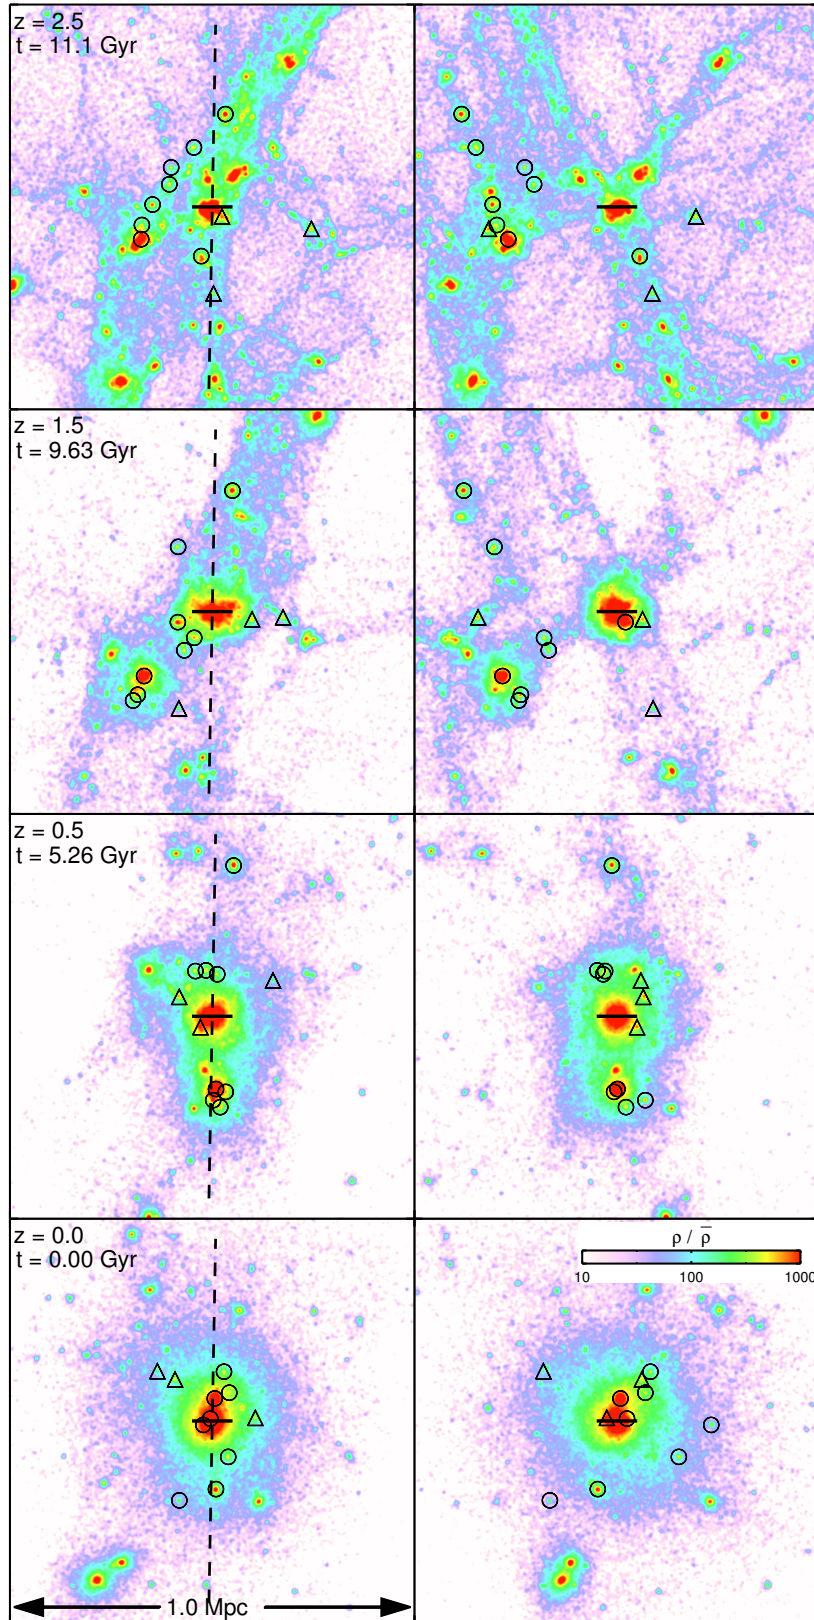 z = 2.5
t = 11.1 Gyr
z = 1.5
t = 9.63 Gyr
z = 0.5
t = 5.26 Gyr
z = 0.0
t = 0.00 Gyr
ρ / ρ̅
10 100 1000
1.0 Mpc